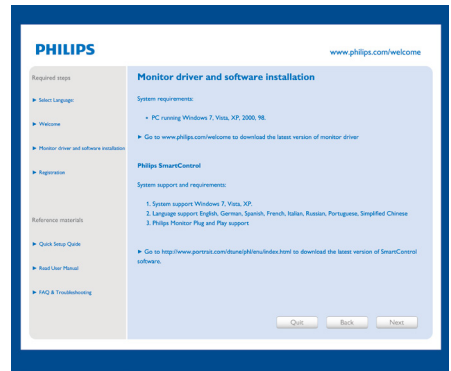 PHILIPS
www.philips.com/welcome
Required steps
► Select Language:
► Welcome
► Monitor driver and software installation
► Registration
Reference materials
► Quick Setup Guide
► Read User Manual
► FAQ & Troubleshooting
Monitor driver and software installation
System requirements:
• PC running Windows 7, Vista, XP, 2000, 98.
► Go to www.philips.com/welcome to download the latest version of monitor driver
Philips SmartControl
System support and requirements:
1. System support Windows 7, Vista, XP.
2. Language support English, German, Spanish, French, Italian, Russian, Portuguese, Simplified Chinese
3. Philips Monitor Plug and Play support
► Go to http://www.portrait.com/dtune/phl/enu/index.html to download the latest version of SmartControl
software.
Quit
Back
Next